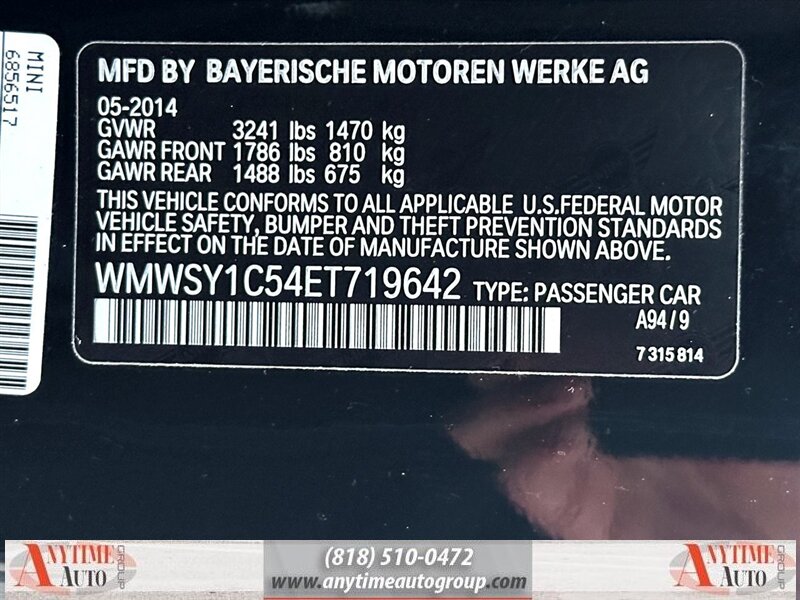 MINI
6856517
MFD BY BAYERISCHE MOTOREN WERKE AG
05-2014
GVWR 3241 lbs 1470 kg
GAWR FRONT 1786 lbs 810 kg
GAWR REAR 1488 lbs 675 kg
THIS VEHICLE CONFORMS TO ALL APPLICABLE U.S.FEDERAL MOTOR
VEHICLE SAFETY, BUMPER AND THEFT PREVENTION STANDARDS
IN EFFECT ON THE DATE OF MANUFACTURE SHOWN ABOVE.
WMWSY1C54ET719642 TYPE: PASSENGER CAR
A94/9
7 315 814
ANYTIME AUTO GROUP
(818) 510-0472
www.anytimeautogroup.com
ANYTIME AUTO GROUP